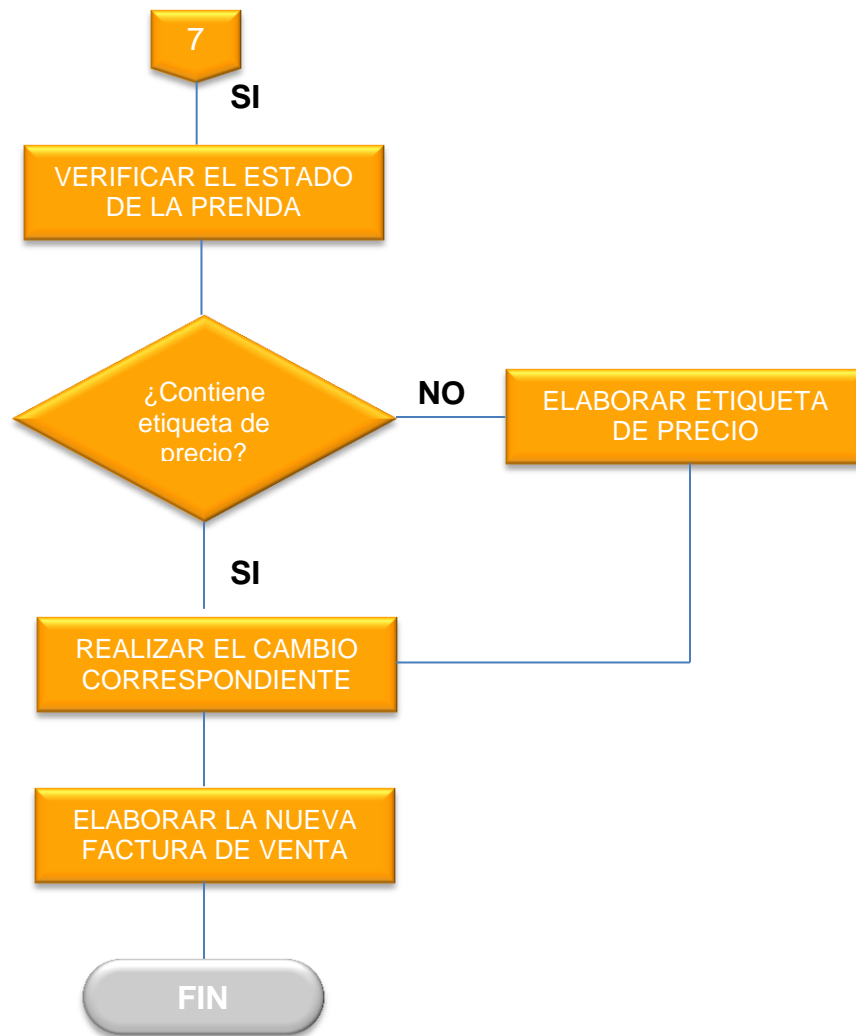 7
SI
VERIFICAR EL ESTADO
DE LA PRENDA
¿Contiene
etiqueta de
precio?
NO
ELABORAR ETIQUETA
DE PRECIO
SI
REALIZAR EL CAMBIO
CORRESPONDIENTE
ELABORAR LA NUEVA
FACTURA DE VENTA
FIN